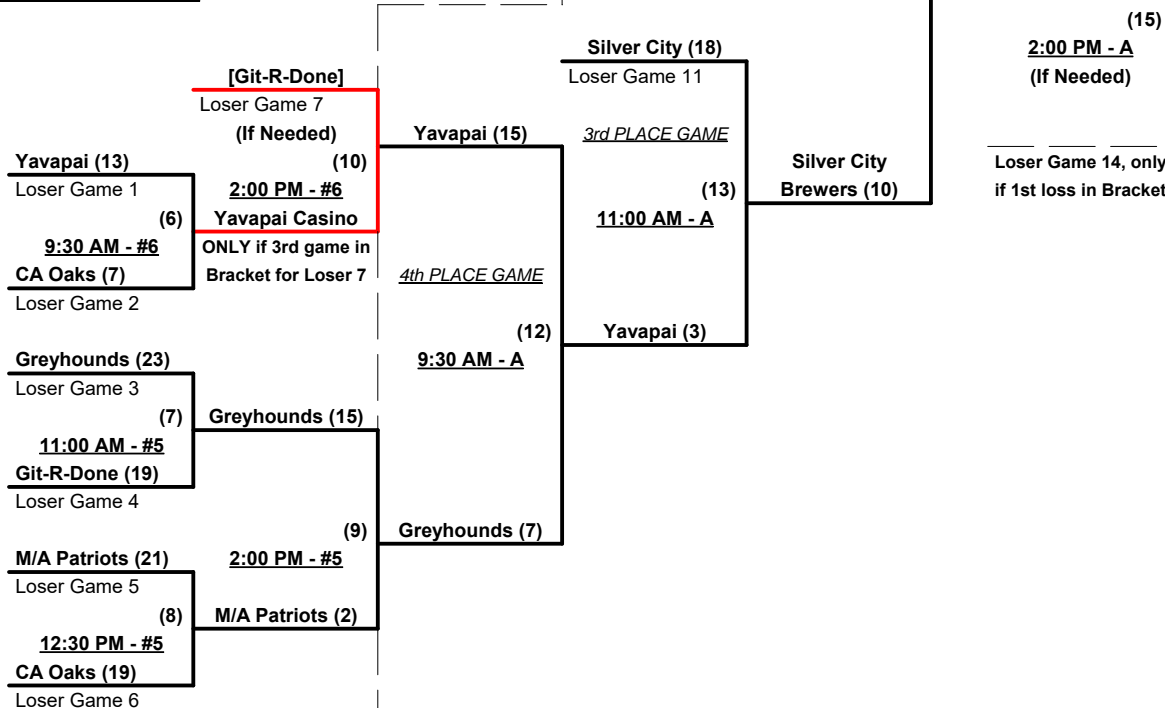 (15)
Silver City (18)
2:00 PM - A
Loser Game 11
(If Needed)
[Git-R-Done]
Loser Game 7
(If Needed)
Yavapai (15)
3rd PLACE GAME
Yavapai (13)
(10)
Silver City
Loser Game 14, only
Loser Game 1
2:00 PM - #6
(13)
Brewers (10)
if 1st loss in Bracket
(6)
Yavapai Casino
11:00 AM - A
9:30 AM - #6
ONLY if 3rd game in
CA Oaks (7)
Bracket for Loser 7
4th PLACE GAME
Loser Game 2
(12)
Yavapai (3)
Greyhounds (23)
9:30 AM - A
Loser Game 3
(7)
Greyhounds (15)
11:00 AM - #5
Git-R-Done (19)
Loser Game 4
(9)
Greyhounds (7)
M/A Patriots (21)
2:00 PM - #5
Loser Game 5
(8)
M/A Patriots (2)
12:30 PM - #5
CA Oaks (19)
Loser Game 6